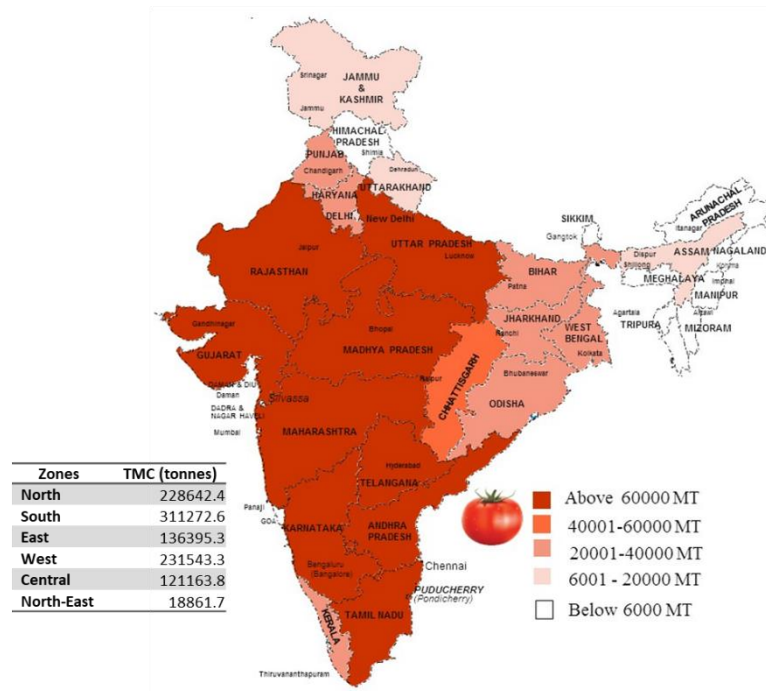 Srinagar
JAMMU
&
KASHMIR
Jammu
HIMACHAL
PRADESH
Shimla
PUNJAB
Chandigarh
Dehradun
UTTARAKHAND
HARYANA
DELHI
New Delhi
ARUNACHAL
PRADESH
Itanagar
SIKKIM
Gangtok
UTTAR PRADESH
Lucknow
Jaipur
RAJASTHAN
Dispur
ASSAM
NAGALAND
Shillong
Kohima
MEGHALAYA
Imphal
MANIPUR
BIHAR
Patna
Agartala
Aizawl
TRIPURA
MIZORAM
JHARKHAND
Ranchi
WEST
BENGAL
Kolkata
Gandhinagar
GUJARAT
Bhopal
MADHYA PRADESH
CHHATTISGARH
Raipur
Bhubaneswar
ODISHA
DAMAN & DIU
Daman
Silvassa
DADRA &
NAGAR HAVELI
Mumbai
MAHARASHTRA
Hyderabad
TELANGANA
Panaji
GOA
KARNATAKA
ANDHRA
PRADESH
Bengaluru
(Bangalore)
Chennai
PUDUCHERRY
(Pondicherry)
KERALA
TAMIL NADU
Thiruvananthapuram
Zones TMC (tonnes)
North 228642.4
South 311272.6
East 136395.3
West 231543.3
Central 121163.8
North-East 18861.7
Above 60000 MT
40001-60000 MT
20001-40000 MT
6001 - 20000 MT
Below 6000 MT